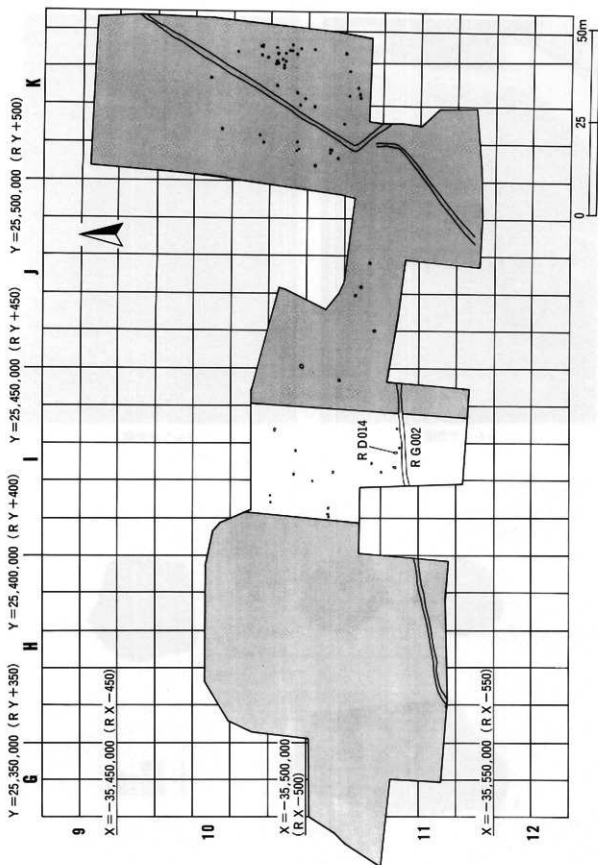 Y=25,350,000 (RY+350)
Y=25,400,000 (RY+400)
Y=25,450,000 (RY+450)
Y=25,500,000 (RY+500)
G
H
I
J
K
9
X=-35,450,000 (RX-450)
10
X=-35,500,000
(RX-500)
11
X=-35,550,000 (RX-550)
12
RD014
RG002
0
25
50m